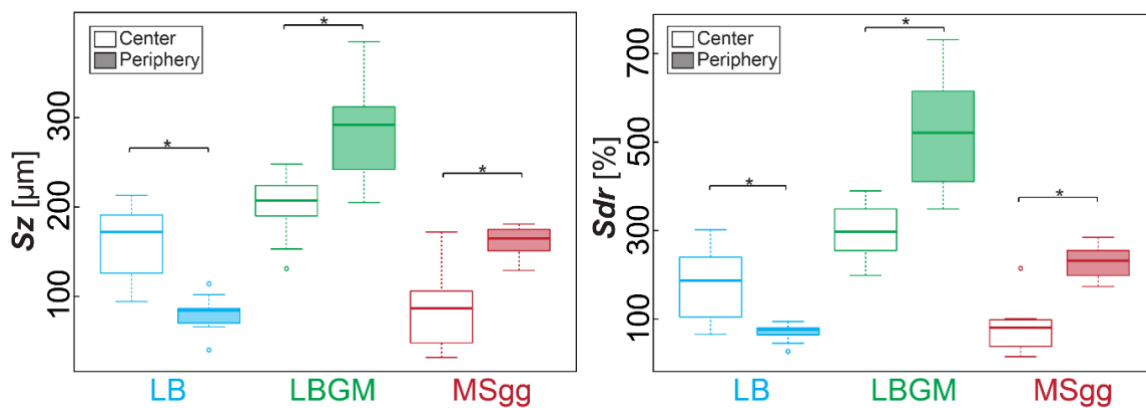 Sz [µm]
300
200
100
Center
Periphery
*
*
*
LB
LBGM
MSgg
Sdr [%]
700
500
300
100
Center
Periphery
*
*
*
LB
LBGM
MSgg